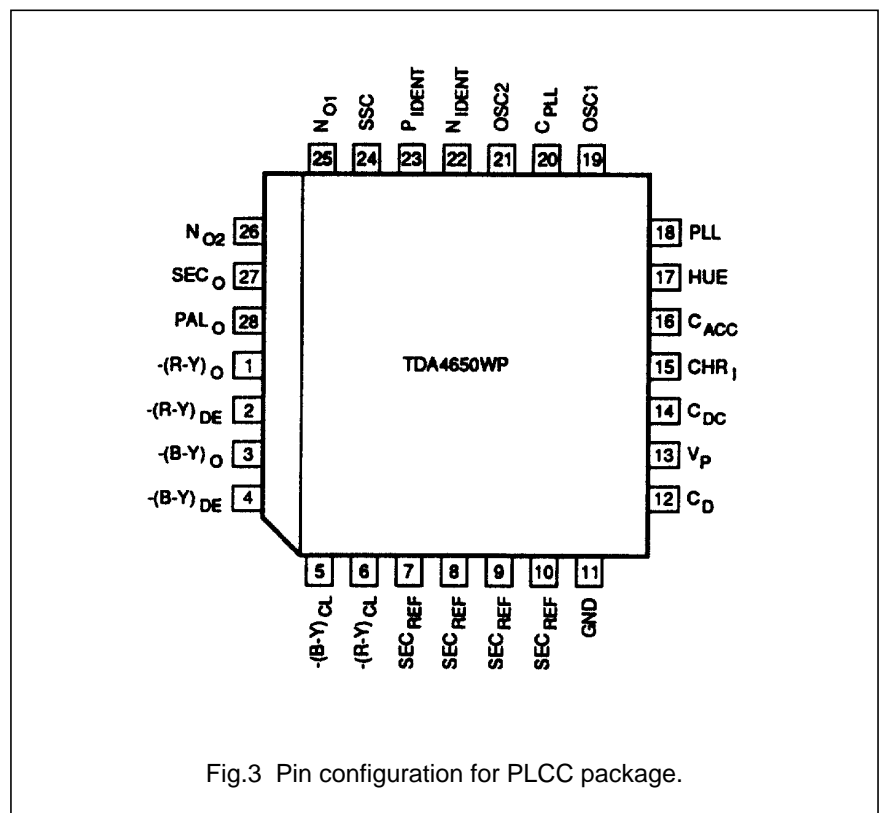 N O1
SSC
P IDENT
N IDENT
OSC2
C PLL
OSC1
25 24 23 22 21 20 19
N O2 26
SEC O 27
PAL O 28
-(R-Y) O 1
-(R-Y) DE 2
-(B-Y) O 3
-(B-Y) DE 4
TDA4650WP
18 PLL
17 HUE
16 C ACC
15 CHR I
14 C DC
13 V P
12 C D
5 6 7 8 9 10 11
-(B-Y) CL
-(R-Y) CL
SEC REF
SEC REF
SEC REF
SEC REF
GND
Fig.3 Pin configuration for PLCC package.